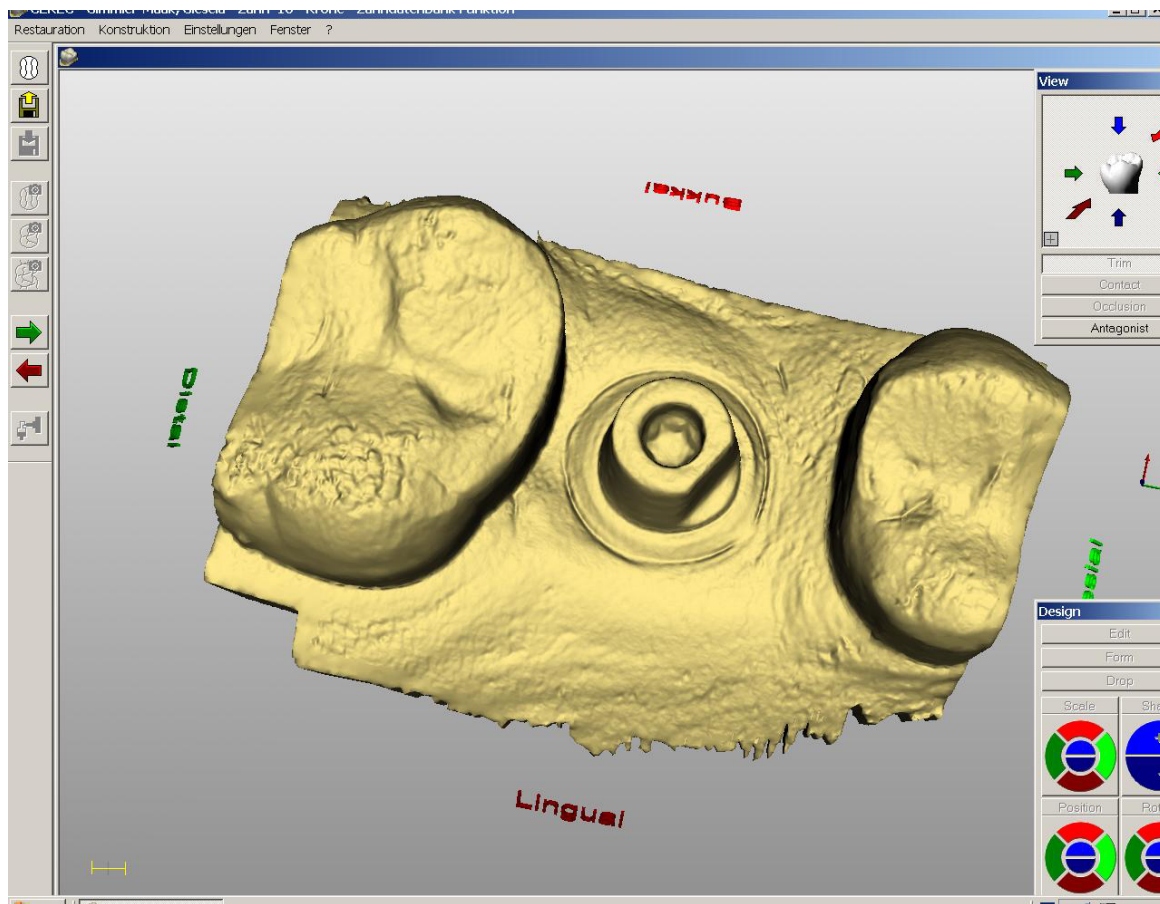 Restauration Konstruktion Einstellungen Fenster ?
View
Bukkal
Trim
Contact
Occlusion
Antagonist
Distal
Design
Edit
Form
Drop
Scale
Position
Lingual